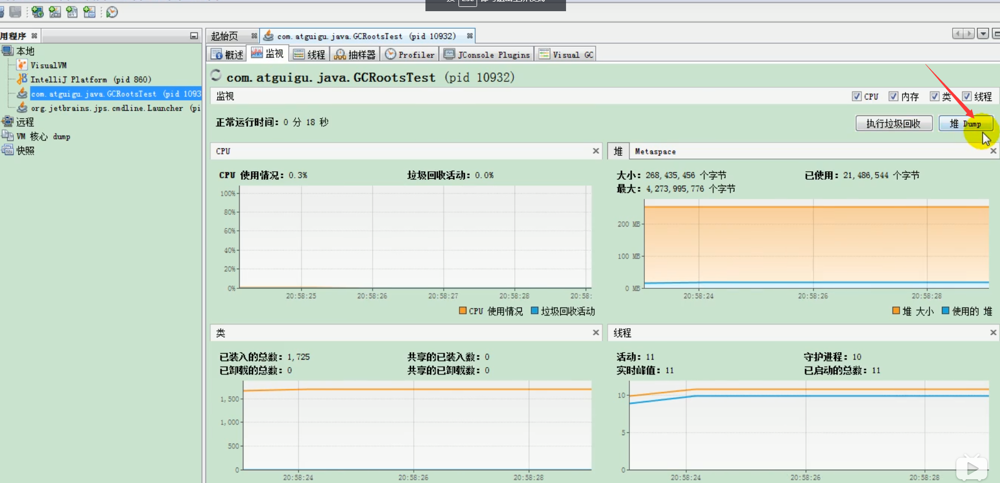 Esc
用程序
本地
VisualVM
IntelliJ Platform (pid 860)
com.atguigu.java.GCRootsTest (pid 1093
org.jetbrains.jps.cmdline.Launcher (pi
远程
VM 核心 dump
快照
起始页 com.atguigu.java.GCRootsTest (pid 10932)
概述 监视 线程 抽样器 Profiler JConsole Plugins Visual GC
com.atguigu.java.GCRootsTest (pid 10932)
监视 CPU 内存 类 线程
正常运行时间: 0 分 18 秒 执行垃圾回收 堆 Dump
CPU
CPU 使用情况: 0.3% 垃圾回收活动: 0.0%
100%
80%
60%
40%
20%
0%
20:58:25 20:58:26 20:58:27 20:58:28 20:58:
CPU 使用情况 垃圾回收活动
堆 Metaspace
大小: 268,435,456 个字节 已使用: 21,486,544 个字节
最大: 4,273,995,776 个字节
200 MB
100 MB
0 MB
20:58:24 20:58:26 20:58:28
堆 大小 使用的 堆
类
已装入的总数: 1,725 共享的已装入数: 0
已卸载的总数: 0 共享的已卸载数: 0
1,500
1,000
500
0
20:58:24 20:58:26 20:58:28
线程
活动: 11 守护进程: 10
实时峰值: 11 已启动的总数: 11
10
5
0
20:58:24 20:58:26 20:58:28